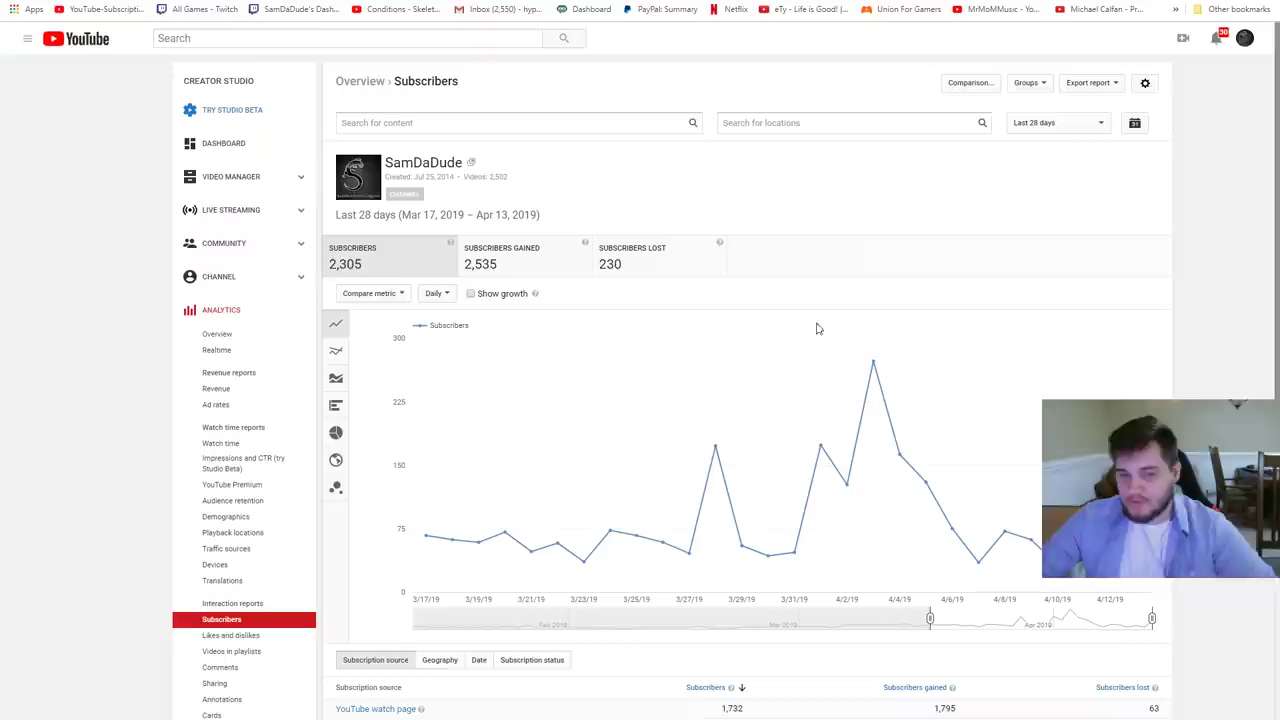 Apps YouTube-Subscripti... All Games - Twitch SamDaDude's Dash... Conditions - Skelet... Inbox (2,550) - hyp... Dashboard PayPal: Summary Netflix eTy - Life is Good! |... Union For Gamers MrMoMMusic - Yo... Michael Calfan - Pr... » Other bookmarks
YouTube Search 30
CREATOR STUDIO
TRY STUDIO BETA
DASHBOARD
VIDEO MANAGER
LIVE STREAMING
COMMUNITY
CHANNEL
ANALYTICS
Overview
Realtime
Revenue reports
Revenue
Ad rates
Watch time reports
Watch time
Impressions and CTR (try
Studio Beta)
YouTube Premium
Audience retention
Demographics
Playback locations
Traffic sources
Devices
Translations
Interaction reports
Subscribers
Likes and dislikes
Videos in playlists
Comments
Sharing
Annotations
Cards
Overview › Subscribers
Comparison... Groups Export report
Search for content Search for locations Last 28 days 31
S
SamDaDude
Created: Jul 25, 2014 • Videos: 2,502
CHANNEL
Last 28 days (Mar 17, 2019 – Apr 13, 2019)
SUBSCRIBERS ? SUBSCRIBERS GAINED ? SUBSCRIBERS LOST ?
2,305 2,535 230
Compare metric Daily Show growth ?
Subscribers
300
225
150
75
0
3/17/19 3/19/19 3/21/19 3/23/19 3/25/19 3/27/19 3/29/19 3/31/19 4/2/19 4/4/19 4/6/19 4/8/19 4/10/19 4/12/19
Feb 2019 Mar 2019 Apr 2019
Subscription source Geography Date Subscription status
Subscription source Subscribers ? Subscribers gained ? Subscribers lost ?
YouTube watch page ? 1,732 1,795 63